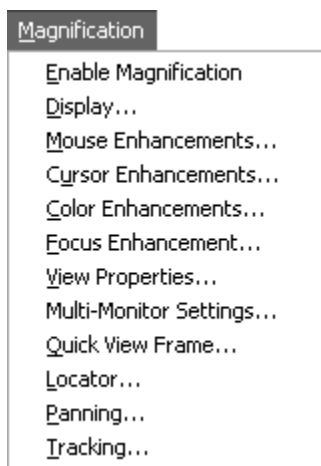 Magnification
Enable Magnification
Display...
Mouse Enhancements...
Cursor Enhancements...
Color Enhancements...
Focus Enhancement...
View Properties...
Multi-Monitor Settings...
Quick View Frame...
Locator...
Panning...
Tracking...